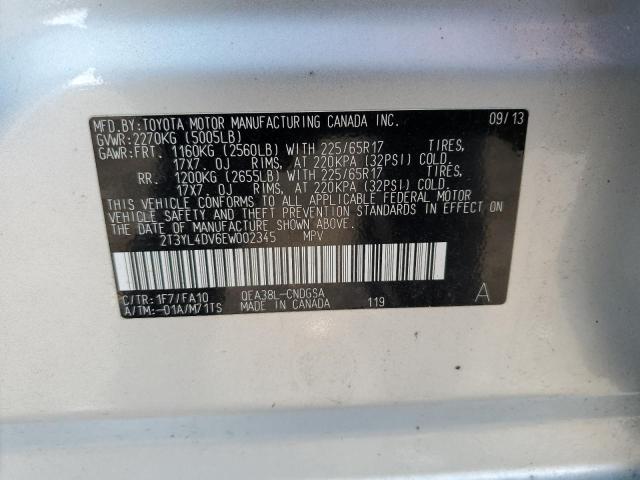 MFD.BY:TOYOTA MOTOR MANUFACTURING CANADA INC. 09/13
GVWR:2270KG (5005LB)
GAWR:FRT. 1160KG (2560LB) WITH 225/65R17 TIRES,
17X7.0J RIMS, AT 220KPA (32PSI) COLD.
RR. 1200KG (2655LB) WITH 225/65R17 TIRES,
17X7.0J RIMS, AT 220KPA (32PSI) COLD.
THIS VEHICLE CONFORMS TO ALL APPLICABLE FEDERAL MOTOR
VEHICLE SAFETY AND THEFT PREVENTION STANDARDS IN EFFECT
ON THE DATE OF MANUFACTURE SHOWN ABOVE.
2T3YL4DV6EW002345 MPV
C/TR:1F7/FA10 QEA38L-CNDGSA A
A/TM:-01A/M71TS MADE IN CANADA 119